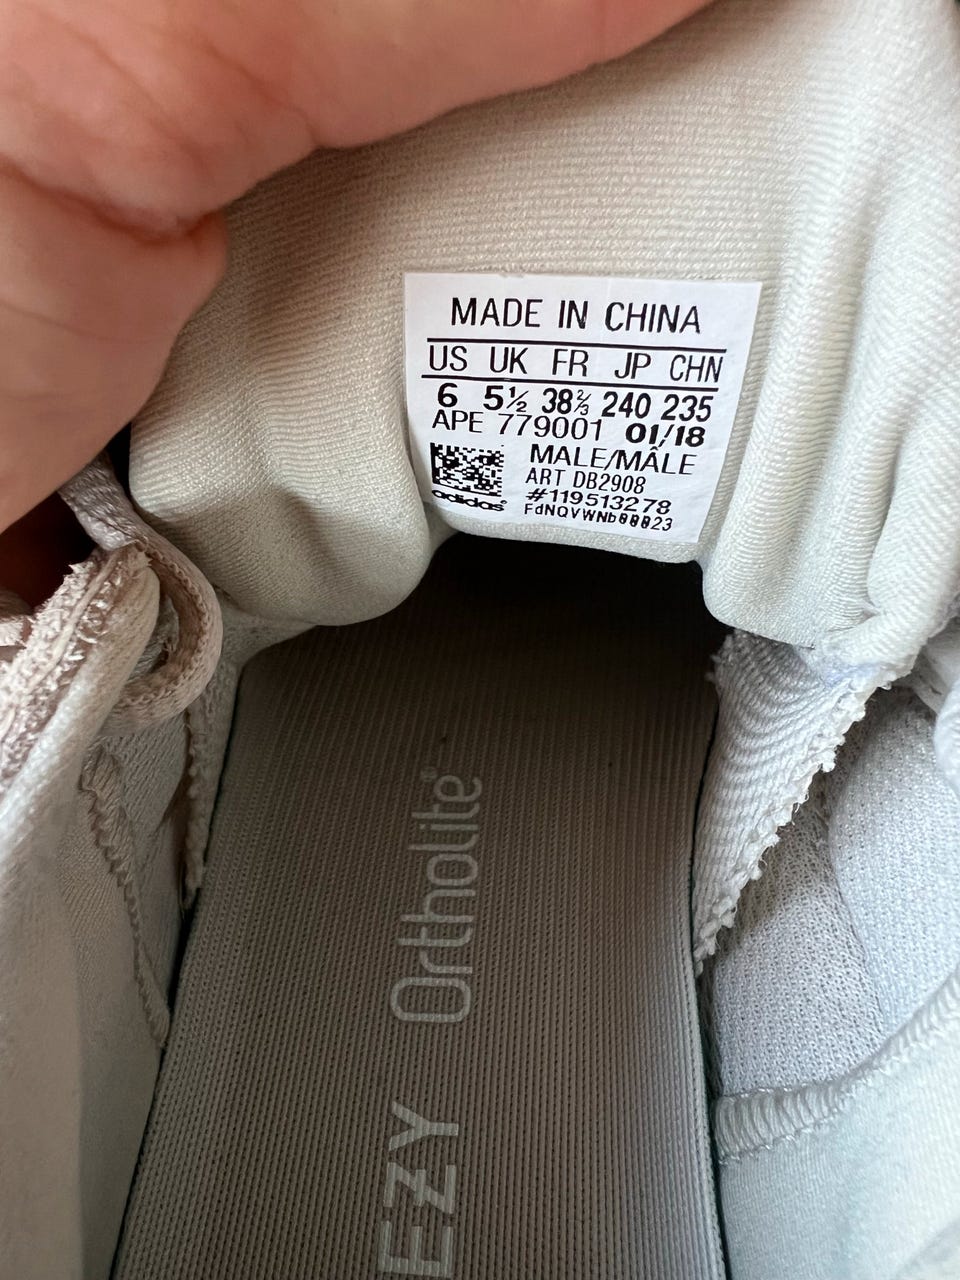 MADE IN CHINA
US UK FR JP CHN
6 5½ 38⅔ 240 235
APE 779001 01/18
MALE/MÂLE
ART DB2908
#119513278
adidas
Ortholite®
EZY